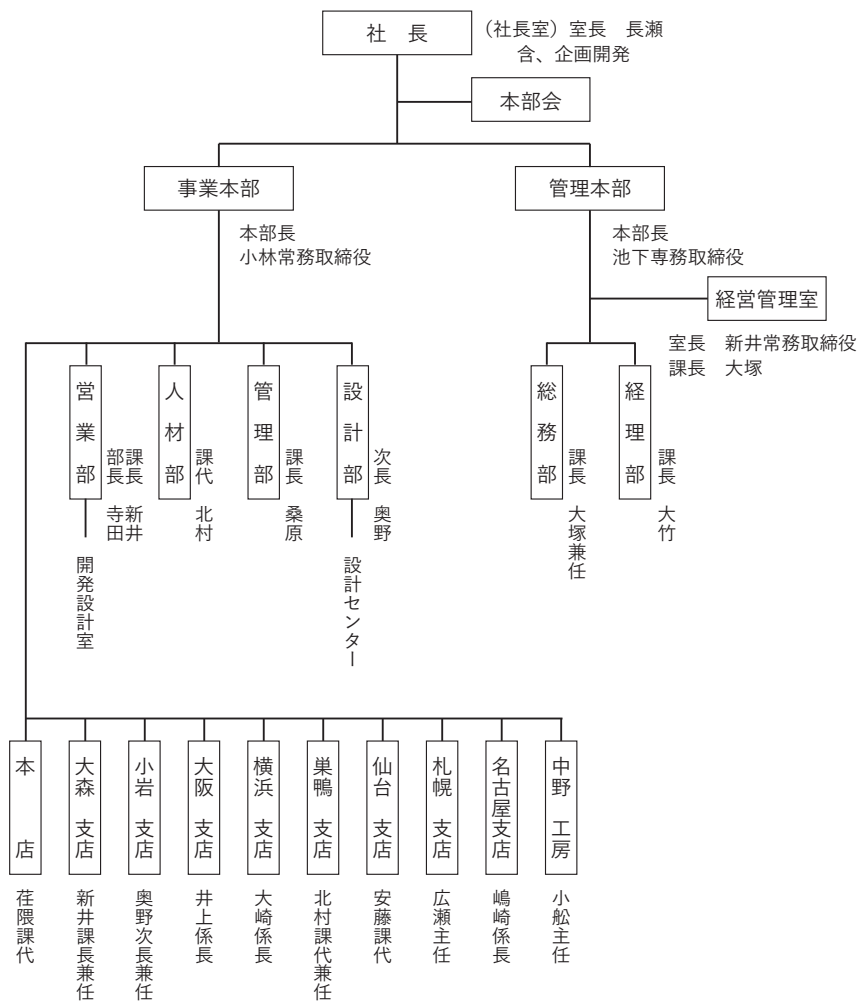 社　長
（社長室）室長　長瀬
含、企画開発
本部会
事業本部
管理本部
本部長
小林常務取締役
本部長
池下専務取締役
経営管理室
室長　新井常務取締役
課長　大塚
営業部
課長　新井
部長　寺田
人材部
課代　北村
管理部
課長　桑原
設計部
次長　奥野
総務部
課長　大塚兼任
経理部
課長　大竹
開発設計室
設計センター
本店
大森支店
小岩支店
大阪支店
横浜支店
巣鴨支店
仙台支店
札幌支店
名古屋支店
中野工房
荏隈課代
新井課長兼任
奥野次長兼任
井上係長
大崎係長
北村課代兼任
安藤課代
広瀬主任
嶋崎係長
小舩主任